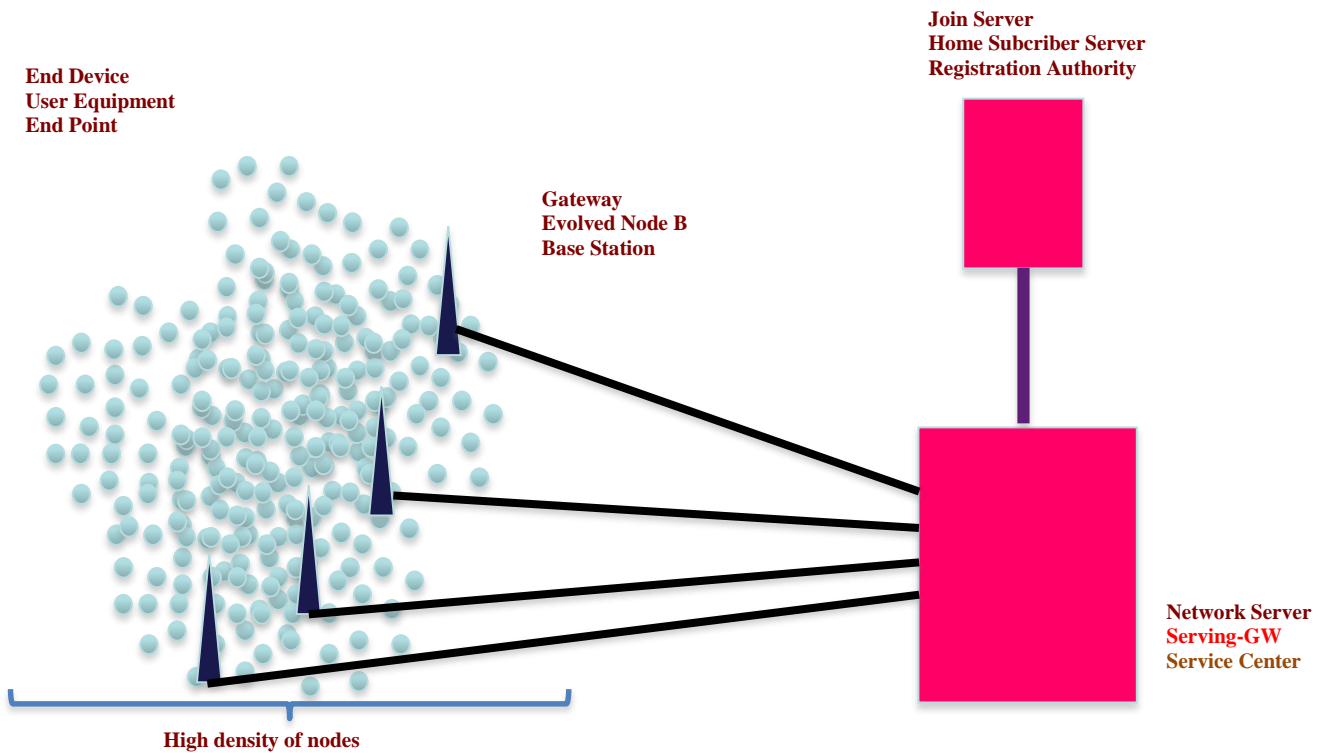 Join Server
Home Subcriber Server
Registration Authority
End Device
User Equipment
End Point
Gateway
Evolved Node B
Base Station
Network Server
Serving-GW
Service Center
High density of nodes